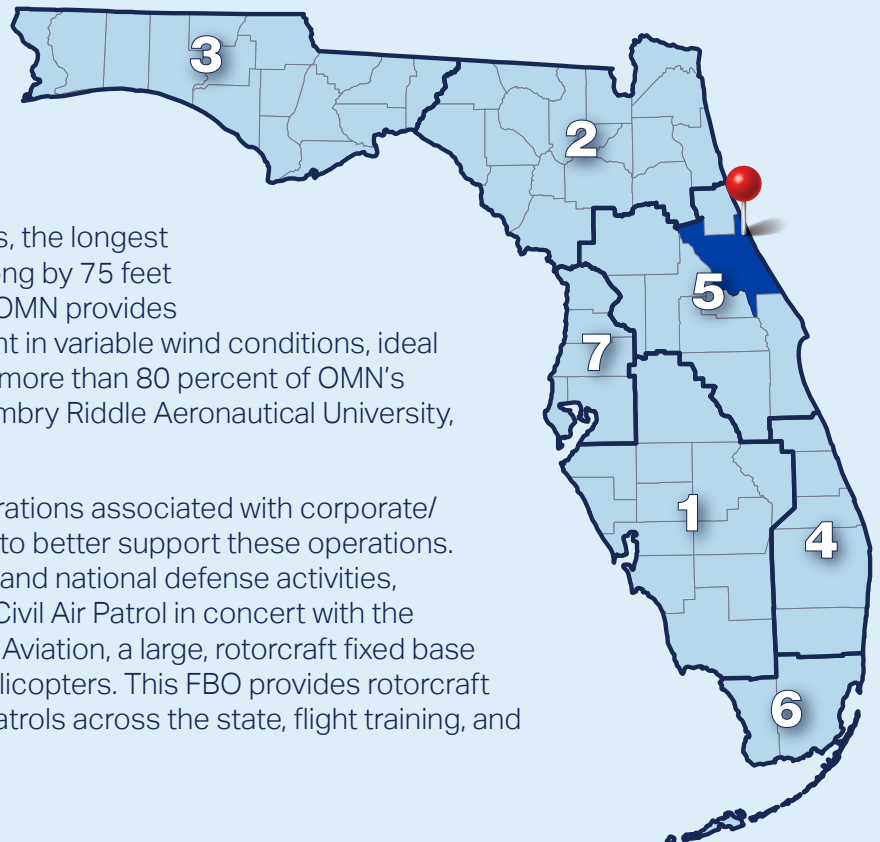 3
2
s, the longest
ong by 75 feet
OMN provides
5
nt in variable wind conditions, ideal
7
more than 80 percent of OMN's
mbry Riddle Aeronautical University,
rations associated with corporate/
1
to better support these operations.
4
and national defense activities,
Civil Air Patrol in concert with the
Aviation, a large, rotorcraft fixed base
licopters. This FBO provides rotorcraft
6
atrols across the state, flight training, and